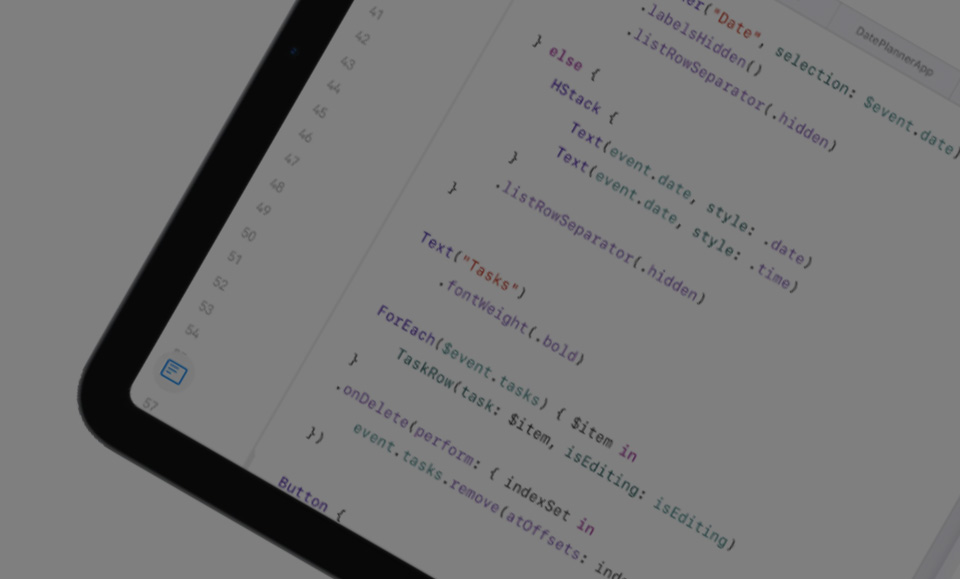 DatePlannerApp
41
42
43
44
45
46
47
48
49
50
51
52
53
54
57
("Date", selection: $event.date)
.labelsHidden()
.listRowSeparator(.hidden)
} else {
HStack {
Text(event.date, style: .date)
Text(event.date, style: .time)
}
.listRowSeparator(.hidden)
}
Text("Tasks")
.fontWeight(.bold)
ForEach($event.tasks) { $item in
TaskRow(task: $item, isEditing: isEditing)
}
.onDelete(perform: { indexSet in
event.tasks.remove(atOffsets:
})
Button {